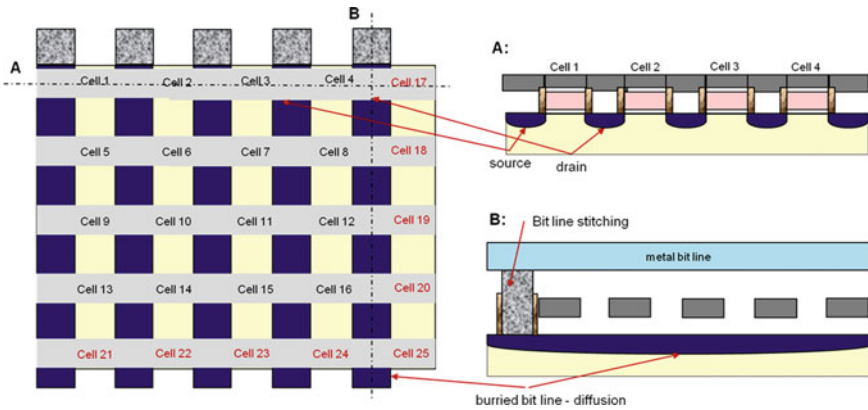 B
A
Cell 1 Cell 2 Cell 3 Cell 4 Cell 17
Cell 5 Cell 6 Cell 7 Cell 8 Cell 18
Cell 9 Cell 10 Cell 11 Cell 12 Cell 19
Cell 13 Cell 14 Cell 15 Cell 16 Cell 20
Cell 21 Cell 22 Cell 23 Cell 24 Cell 25
A:
Cell 1 Cell 2 Cell 3 Cell 4
source
drain
B:
Bit line stitching
metal bit line
burried bit line - diffusion